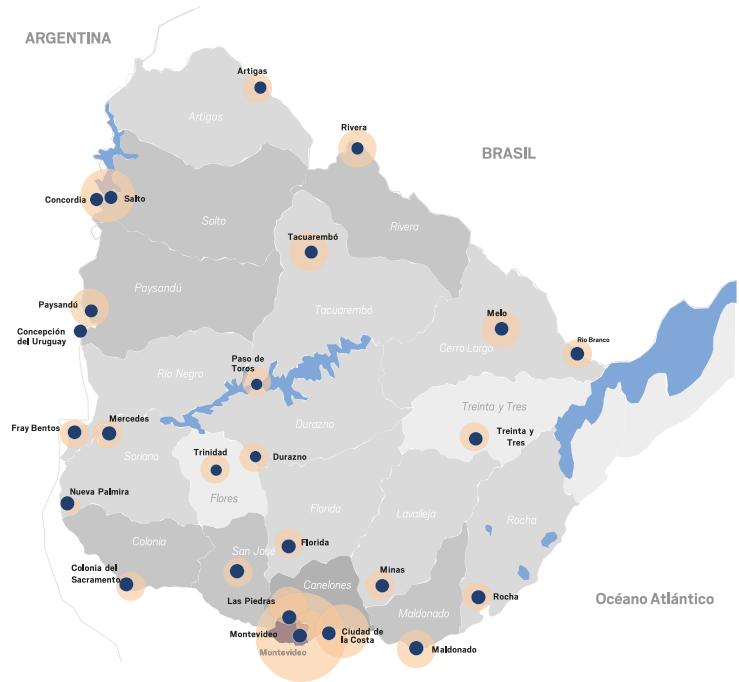 ARGENTINA
Artigas
Artigas
Rivera
BRASIL
Concordia
Salto
Salto
Rivera
Tacuarembó
Paysandú
Paysandú
Tacuarembó
Melo
Concepción
del Uruguay
Río Branco
Cerro Largo
Paso de
Toros
Río Negro
Treinta y Tres
Mercedes
Fray Bentos
Durazno
Treinta y
Tres
Trinidad
Durazno
Soriano
Nueva Palmira
Flores
Florida
Lavalleja
Rocha
Colonia
San José
Florida
Colonia del
Sacramento
Minas
Canelones
Las Piedras
Rocha
Océano Atlántico
Maldonado
Montevideo
Ciudad de
la Costa
Montevideo
Maldonado